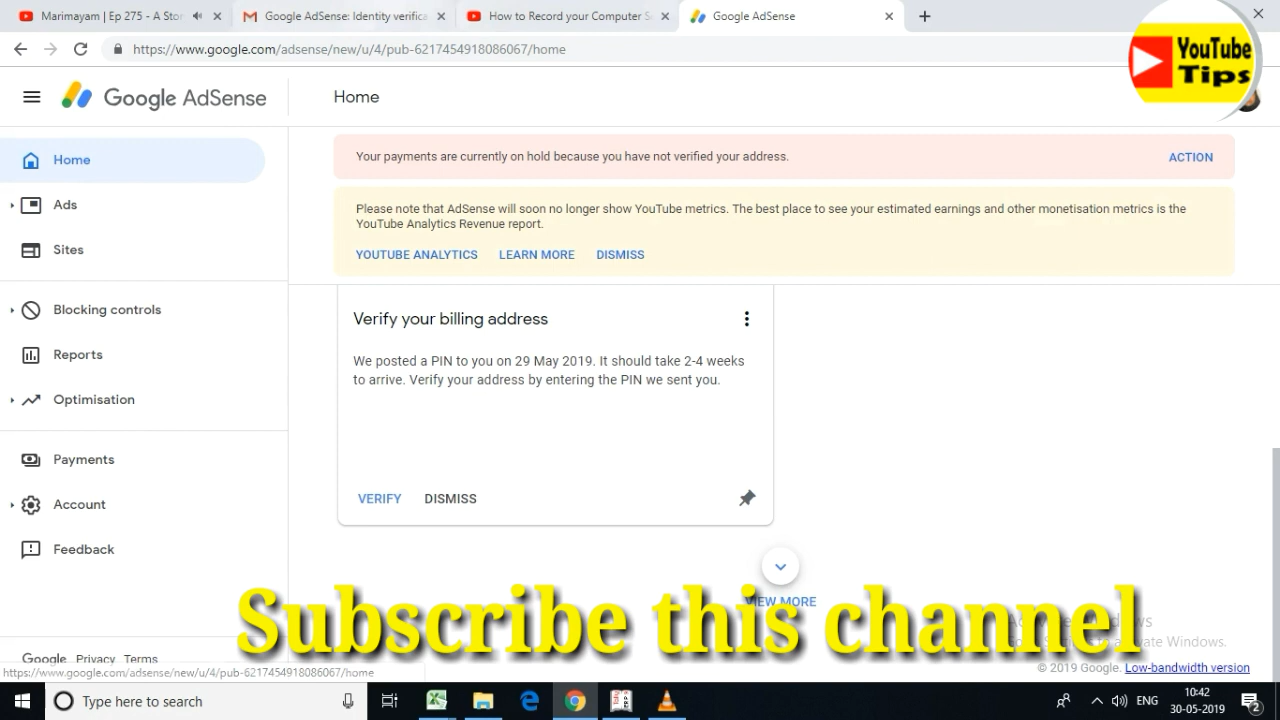 Marimayam | Ep 275 - A Stor
Google AdSense: Identity verifica
How to Record your Computer S
Google AdSense
https://www.google.com/adsense/new/u/4/pub-6217454918086067/home
YouTube
Tips
Google AdSense
Home
Home
Ads
Sites
Blocking controls
Reports
Optimisation
Payments
Account
Feedback
Your payments are currently on hold because you have not verified your address.
ACTION
Please note that AdSense will soon no longer show YouTube metrics. The best place to see your estimated earnings and other monetisation metrics is the
YouTube Analytics Revenue report.
YOUTUBE ANALYTICS LEARN MORE DISMISS
Verify your billing address
We posted a PIN to you on 29 May 2019. It should take 2-4 weeks
to arrive. Verify your address by entering the PIN we sent you.
VERIFY DISMISS
VIEW MORE
Subscribe this channel
Google Privacy Terms
https://www.google.com/adsense/new/u/4/pub-6217454918086067/home
© 2019 Google. Low-bandwidth version
Type here to search
ENG
10:42
30-05-2019
2